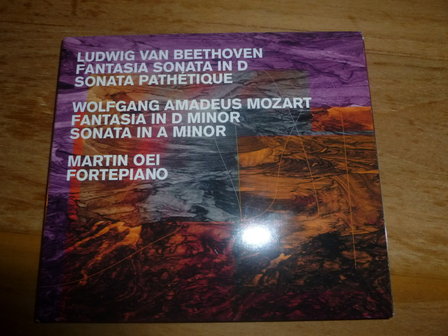 LUDWIG VAN BEETHOVEN
FANTASIA SONATA IN D
SONATA PATHÉTIQUE
WOLFGANG AMADEUS MOZART
FANTASIA IN D MINOR
SONATA IN A MINOR
MARTIN OEI
FORTEPIANO